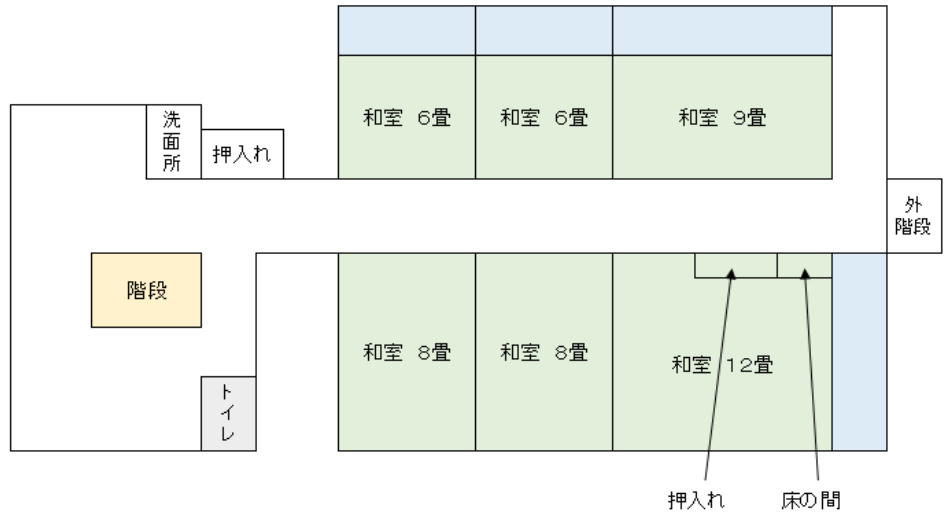 和室　6畳
和室　6畳
和室　9畳
洗面所
押入れ
外階段
階段
和室　8畳
和室　8畳
和室　12畳
トイレ
押入れ
床の間